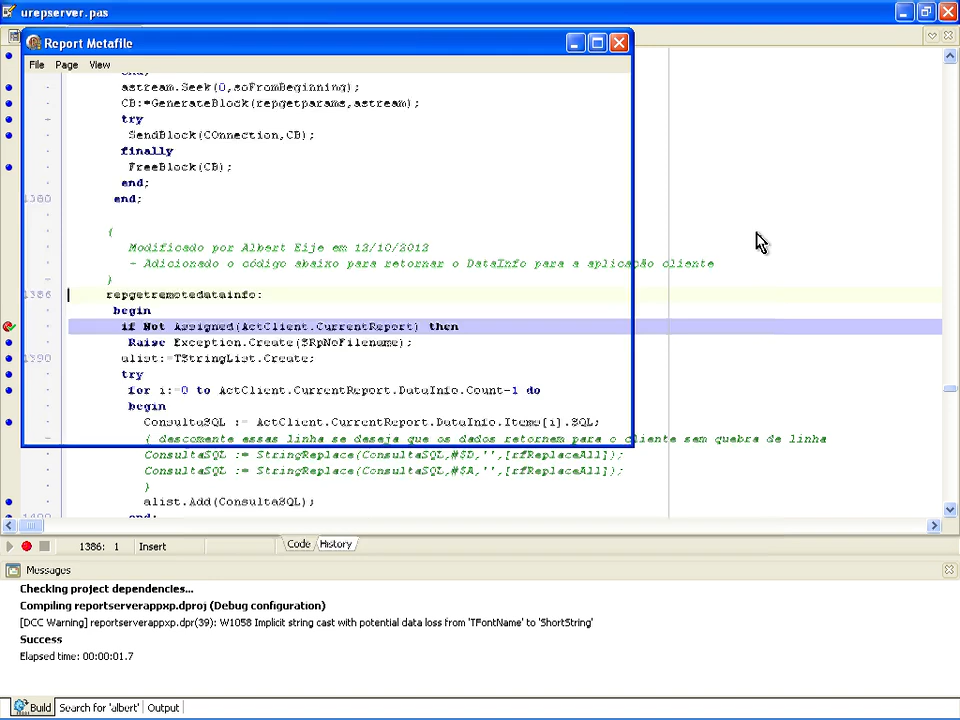 urepserver.pas
Report Metafile
File Page View
end;
astream.Seek(0,soFromBeginning);
CB:=GenerateBlock(repgetparams,astream);
try
SendBlock(COnnection,CB);
finally
FreeBlock(CB);
end;
1380 end;
{
Modificado por Albert Eije em 12/10/2012
- Adicionado o código abaixo para retornar o DataInfo para a aplicação cliente
}
1386 repgetremotedatainfo:
begin
if Not Assigned(ActClient.CurrentReport) then
Raise Exception.Create(SRpNoFilename);
1390 alist:=TStringList.Create;
try
for i:=0 to ActClient.CurrentReport.DataInfo.Count-1 do
begin
ConsultaSQL := ActClient.CurrentReport.DataInfo.Items[i].SQL;
{ descomente essas linha se deseja que os dados retornem para o cliente sem quebra de linha
ConsultaSQL := StringReplace(ConsultaSQL,#$D,'',[rfReplaceAll]);
ConsultaSQL := StringReplace(ConsultaSQL,#$A,'',[rfReplaceAll]);
}
alist.Add(ConsultaSQL);
1400 end;
1386: 1 Insert Code History
Messages
Checking project dependencies...
Compiling reportserverappxp.dproj (Debug configuration)
[DCC Warning] reportserverappxp.dpr(39): W1058 Implicit string cast with potential data loss from 'TFontName' to 'ShortString'
Success
Elapsed time: 00:00:01.7
Build Search for 'albert' Output